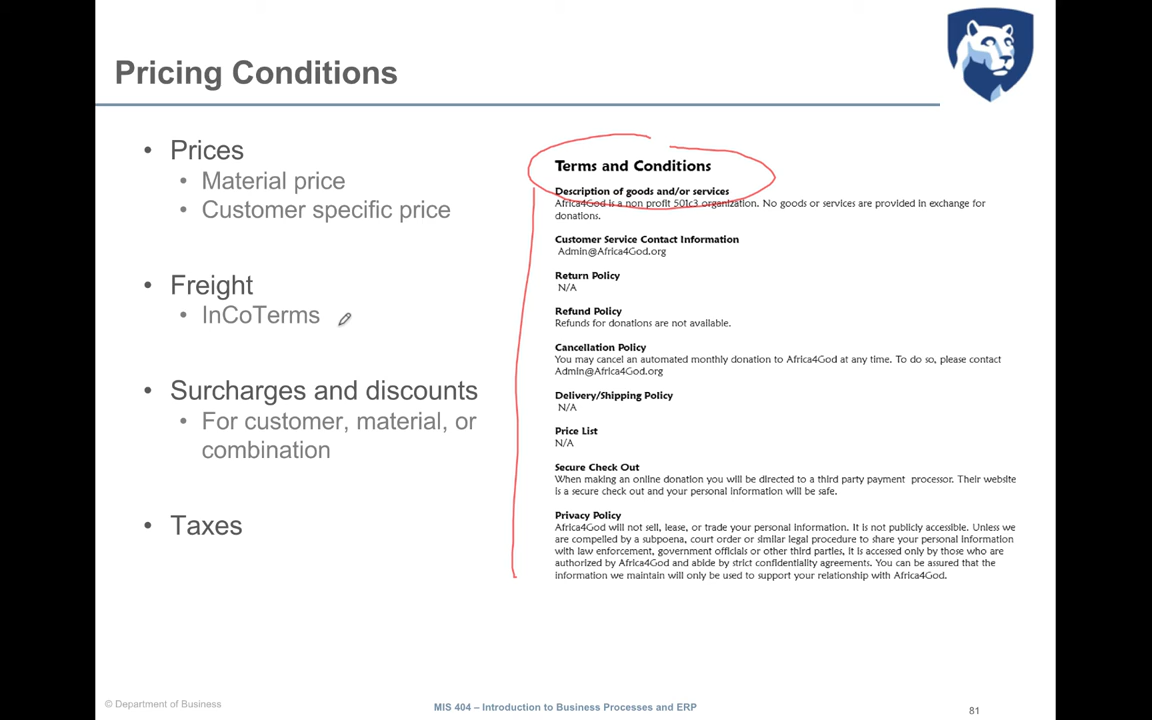 Pricing Conditions
• Prices
• Material price
• Customer specific price
• Freight
• InCoTerms
• Surcharges and discounts
• For customer, material, or
combination
• Taxes
Terms and Conditions
Description of goods and/or services
Africa4God is a non profit 501c3 organization. No goods or services are provided in exchange for
donations.
Customer Service Contact Information
Admin@Africa4God.org
Return Policy
N/A
Refund Policy
Refunds for donations are not available.
Cancellation Policy
You may cancel an automated monthly donation to Africa4God at any time. To do so, please contact
Admin@Africa4God.org
Delivery/Shipping Policy
N/A
Price List
N/A
Secure Check Out
When making an online donation you will be directed to a third party payment processor. Their website
is a secure check out and your personal information will be safe.
Privacy Policy
Africa4God will not sell, lease, or trade your personal information. It is not publicly accessible. Unless we
are compelled by a subpoena, court order or similar legal procedure to share your personal information
with law enforcement, government officials or other third parties, it is accessed only by those who are
authorized by Africa4God and abide by strict confidentiality agreements. You can be assured that the
information we maintain will only be used to support your relationship with Africa4God.
© Department of Business
MIS 404 – Introduction to Business Processes and ERP
81